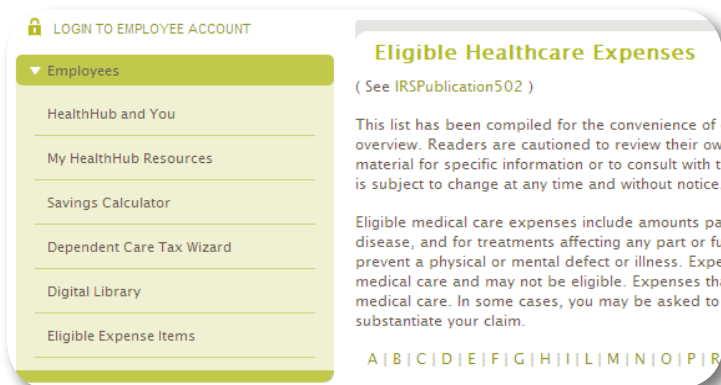 LOGIN TO EMPLOYEE ACCOUNT
Employees
HealthHub and You
My HealthHub Resources
Savings Calculator
Dependent Care Tax Wizard
Digital Library
Eligible Expense Items
Eligible Healthcare Expenses
( See IRSPublication502 )
This list has been compiled for the convenience of
overview. Readers are cautioned to review their ow
material for specific information or to consult with t
is subject to change at any time and without notice.
Eligible medical care expenses include amounts pa
disease, and for treatments affecting any part or fu
prevent a physical or mental defect or illness. Expe
medical care and may not be eligible. Expenses tha
medical care. In some cases, you may be asked to
substantiate your claim.
A | B | C | D | E | F | G | H | I | L | M | N | O | P | R